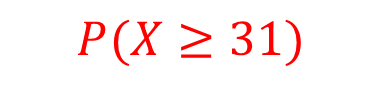 P(X ≥ 31)